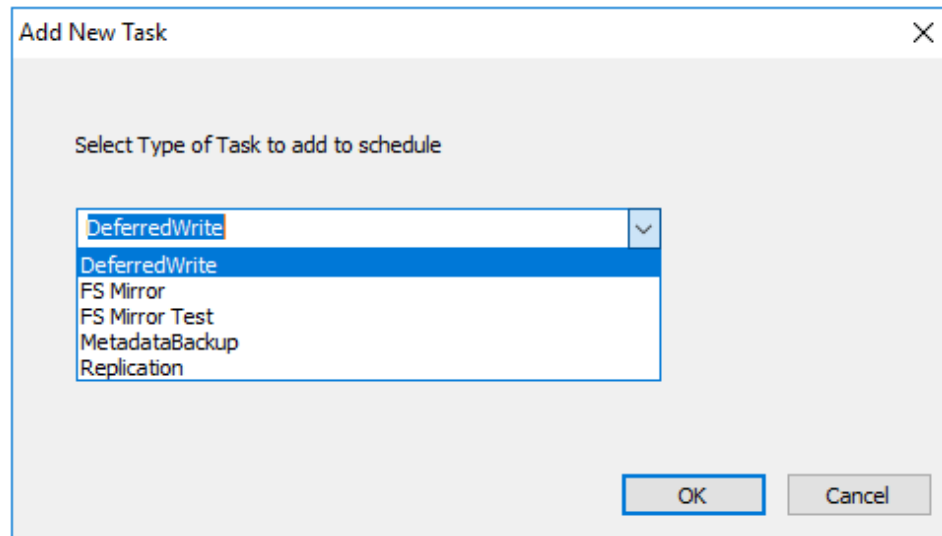 Add New Task
Select Type of Task to add to schedule
DeferredWrite
DeferredWrite
FS Mirror
FS Mirror Test
MetadataBackup
Replication
OK Cancel